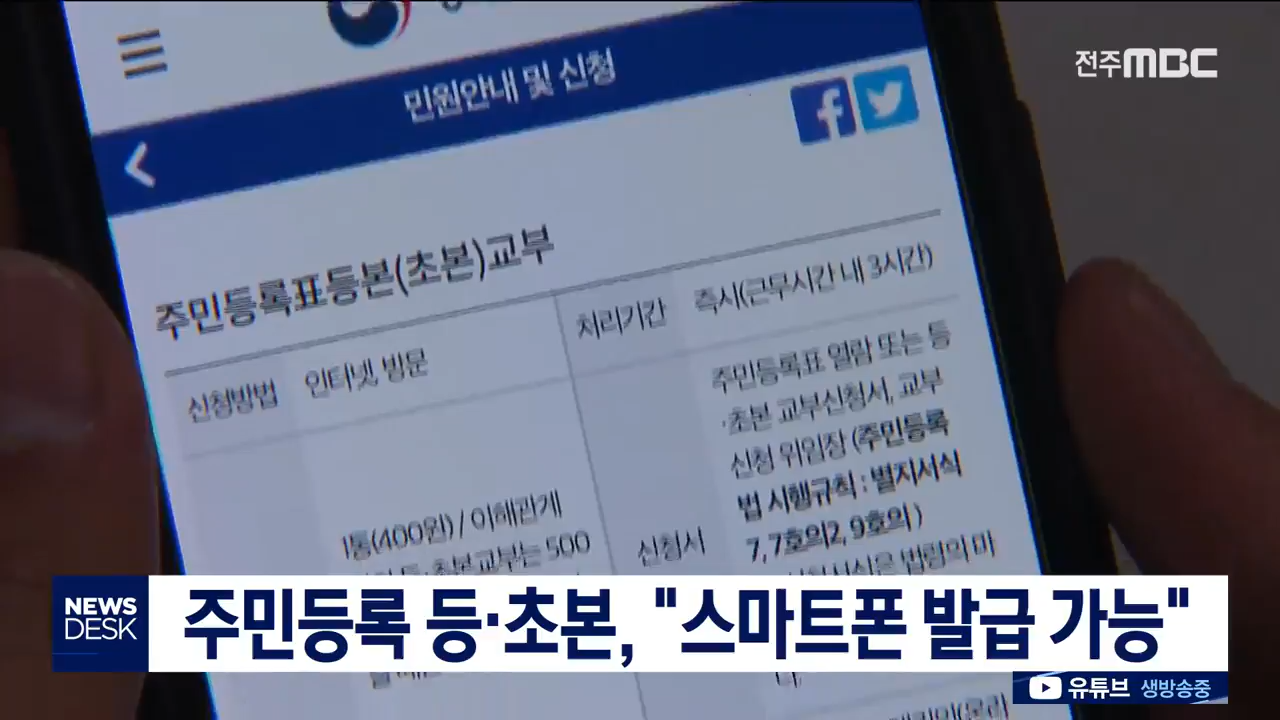 전주MBC
민원안내 및 신청
주민등록표등본(초본)교부
신청방법
인터넷, 방문
처리기간
즉시(근무시간 내 3시간)
1통(400원) / 이해관계
초본교부는 500
신청서
주민등록표 열람 또는 등
·초본 교부신청서, 교부
신청 위임장 (주민등록
법 시행규칙 : 별지서식
7, 7호의2, 9호의 )
NEWS
DESK
주민등록 등·초본, "스마트폰 발급 가능"
유튜브 생방송중